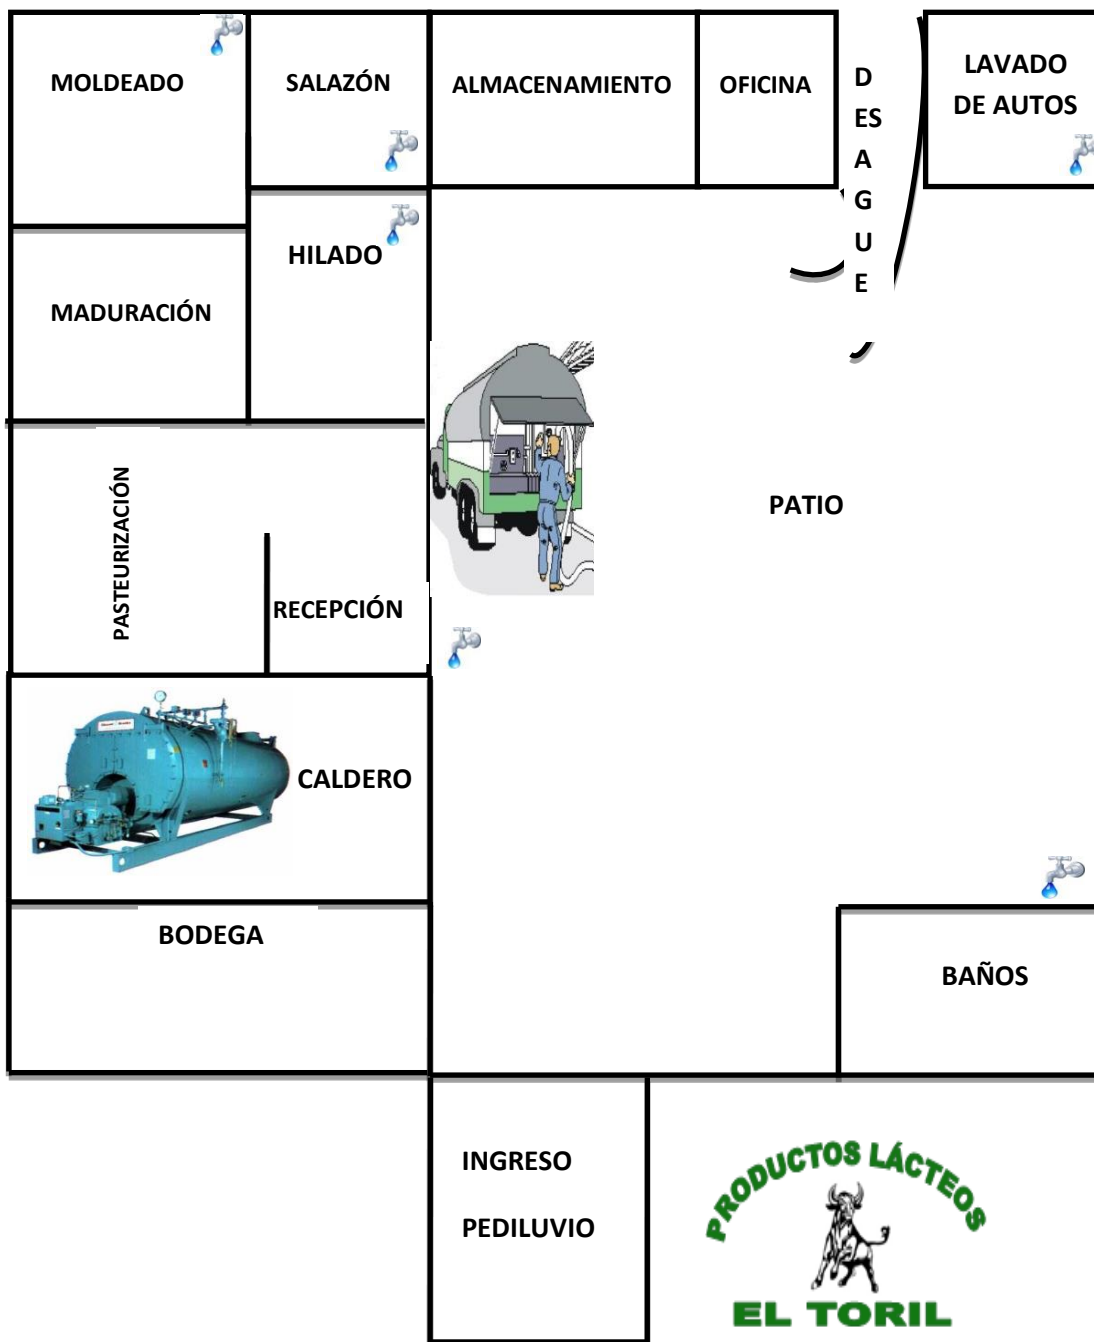 MOLDEADO
SALAZÓN
ALMACENAMIENTO
OFICINA
D
ES
A
G
U
E
LAVADO
DE AUTOS
HILADO
MADURACIÓN
PATIO
PASTEURIZACIÓN
RECEPCIÓN
CALDERO
BODEGA
BAÑOS
INGRESO
PEDILUVIO
PRODUCTOS LÁCTEOS
EL TORIL